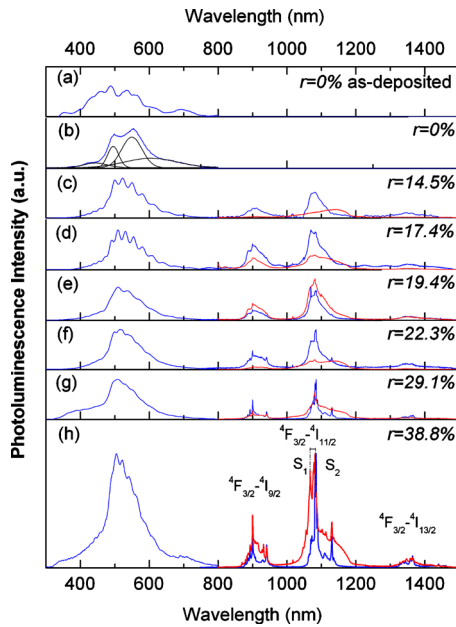 Wavelength (nm)
400 600 800 1000 1200 1400
(a) r=0% as-deposited
(b) r=0%
(c) r=14.5%
(d) r=17.4%
(e) r=19.4%
(f) r=22.3%
(g) r=29.1%
(h) r=38.8%
⁴F₃/₂-⁴I₁₁/₂
S₁ S₂
⁴F₃/₂-⁴I₉/₂
⁴F₃/₂-⁴I₁₃/₂
400 600 800 1000 1200 1400
Wavelength (nm)
Photoluminescence Intensity (a.u.)